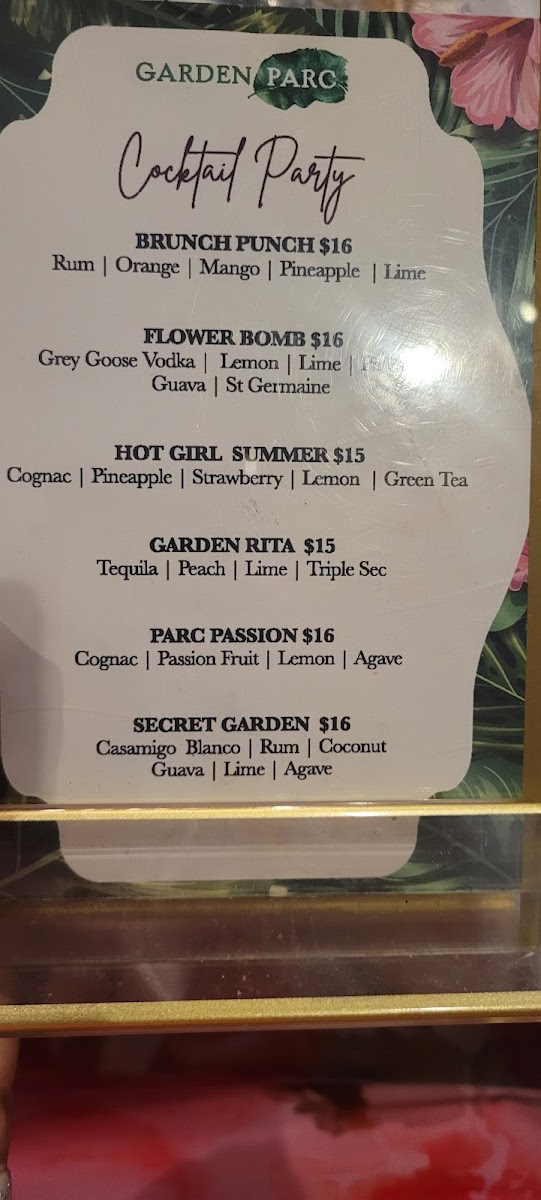 GARDEN PARC
Cocktail Party
BRUNCH PUNCH $16
Rum | Orange | Mango | Pineapple | Lime
FLOWER BOMB $16
Grey Goose Vodka | Lemon | Lime |
Guava | St Germaine
HOT GIRL SUMMER $15
Cognac | Pineapple | Strawberry | Lemon | Green Tea
GARDEN RITA $15
Tequila | Peach | Lime | Triple Sec
PARC PASSION $16
Cognac | Passion Fruit | Lemon | Agave
SECRET GARDEN $16
Casamigo Blanco | Rum | Coconut
Guava | Lime | Agave